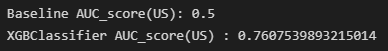 Baseline AUC_score(US): 0.5
XGBClassifier AUC_score(US) : 0.7607539893215014